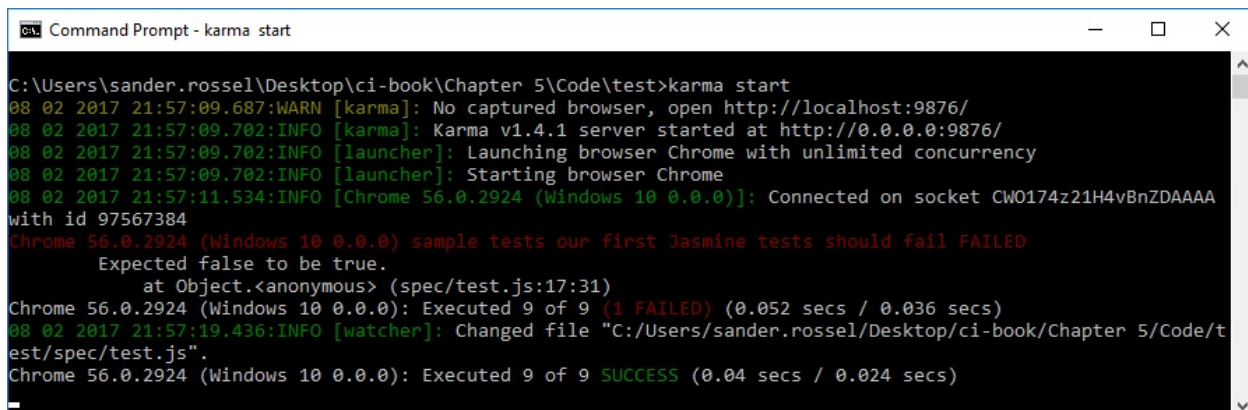 Command Prompt - karma  start
C:\Users\sander.rossel\Desktop\ci-book\Chapter 5\Code\test>karma start
08 02 2017 21:57:09.687:WARN [karma]: No captured browser, open http://localhost:9876/
08 02 2017 21:57:09.702:INFO [karma]: Karma v1.4.1 server started at http://0.0.0.0:9876/
08 02 2017 21:57:09.702:INFO [launcher]: Launching browser Chrome with unlimited concurrency
08 02 2017 21:57:09.702:INFO [launcher]: Starting browser Chrome
08 02 2017 21:57:11.534:INFO [Chrome 56.0.2924 (Windows 10 0.0.0)]: Connected on socket CWO174z21H4vBnZDAAAA
with id 97567384
Chrome 56.0.2924 (Windows 10 0.0.0) sample tests our first Jasmine tests should fail FAILED
        Expected false to be true.
            at Object.<anonymous> (spec/test.js:17:31)
Chrome 56.0.2924 (Windows 10 0.0.0): Executed 9 of 9 (1 FAILED) (0.052 secs / 0.036 secs)
08 02 2017 21:57:19.436:INFO [watcher]: Changed file "C:/Users/sander.rossel/Desktop/ci-book/Chapter 5/Code/t
est/spec/test.js".
Chrome 56.0.2924 (Windows 10 0.0.0): Executed 9 of 9 SUCCESS (0.04 secs / 0.024 secs)